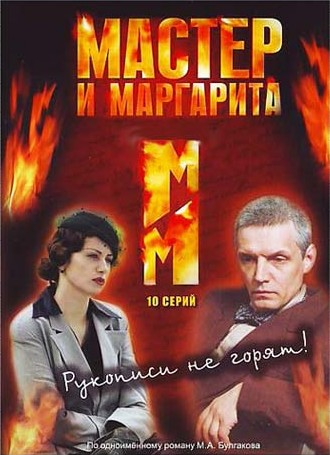 МАСТЕР
И МАРГАРИТА
М
М
10 СЕРИЙ
Рукописи не горят!
По одноимённому роману М.А. Булгакова